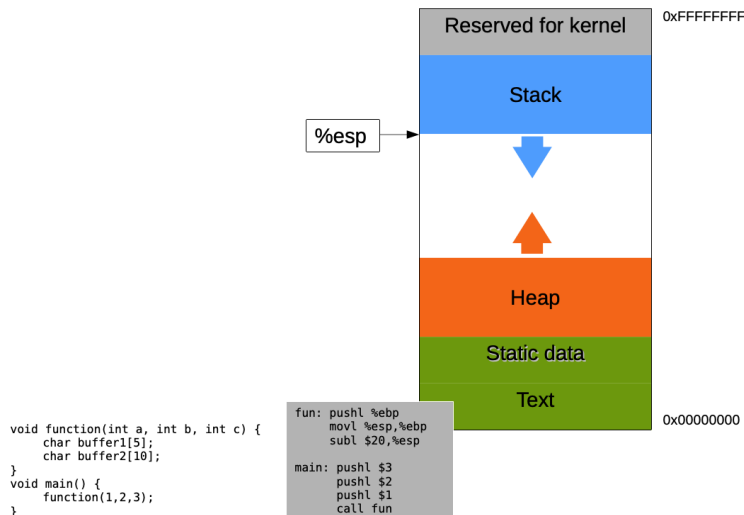 Reserved for kernel
0xFFFFFFFF
Stack
%esp
Heap
Static data
Text
0x00000000
void function(int a, int b, int c) {
     char buffer1[5];
     char buffer2[10];
}
void main() {
     function(1,2,3);
}
fun: pushl %ebp
     movl %esp,%ebp
     subl $20,%esp
main: pushl $3
      pushl $2
      pushl $1
      call fun